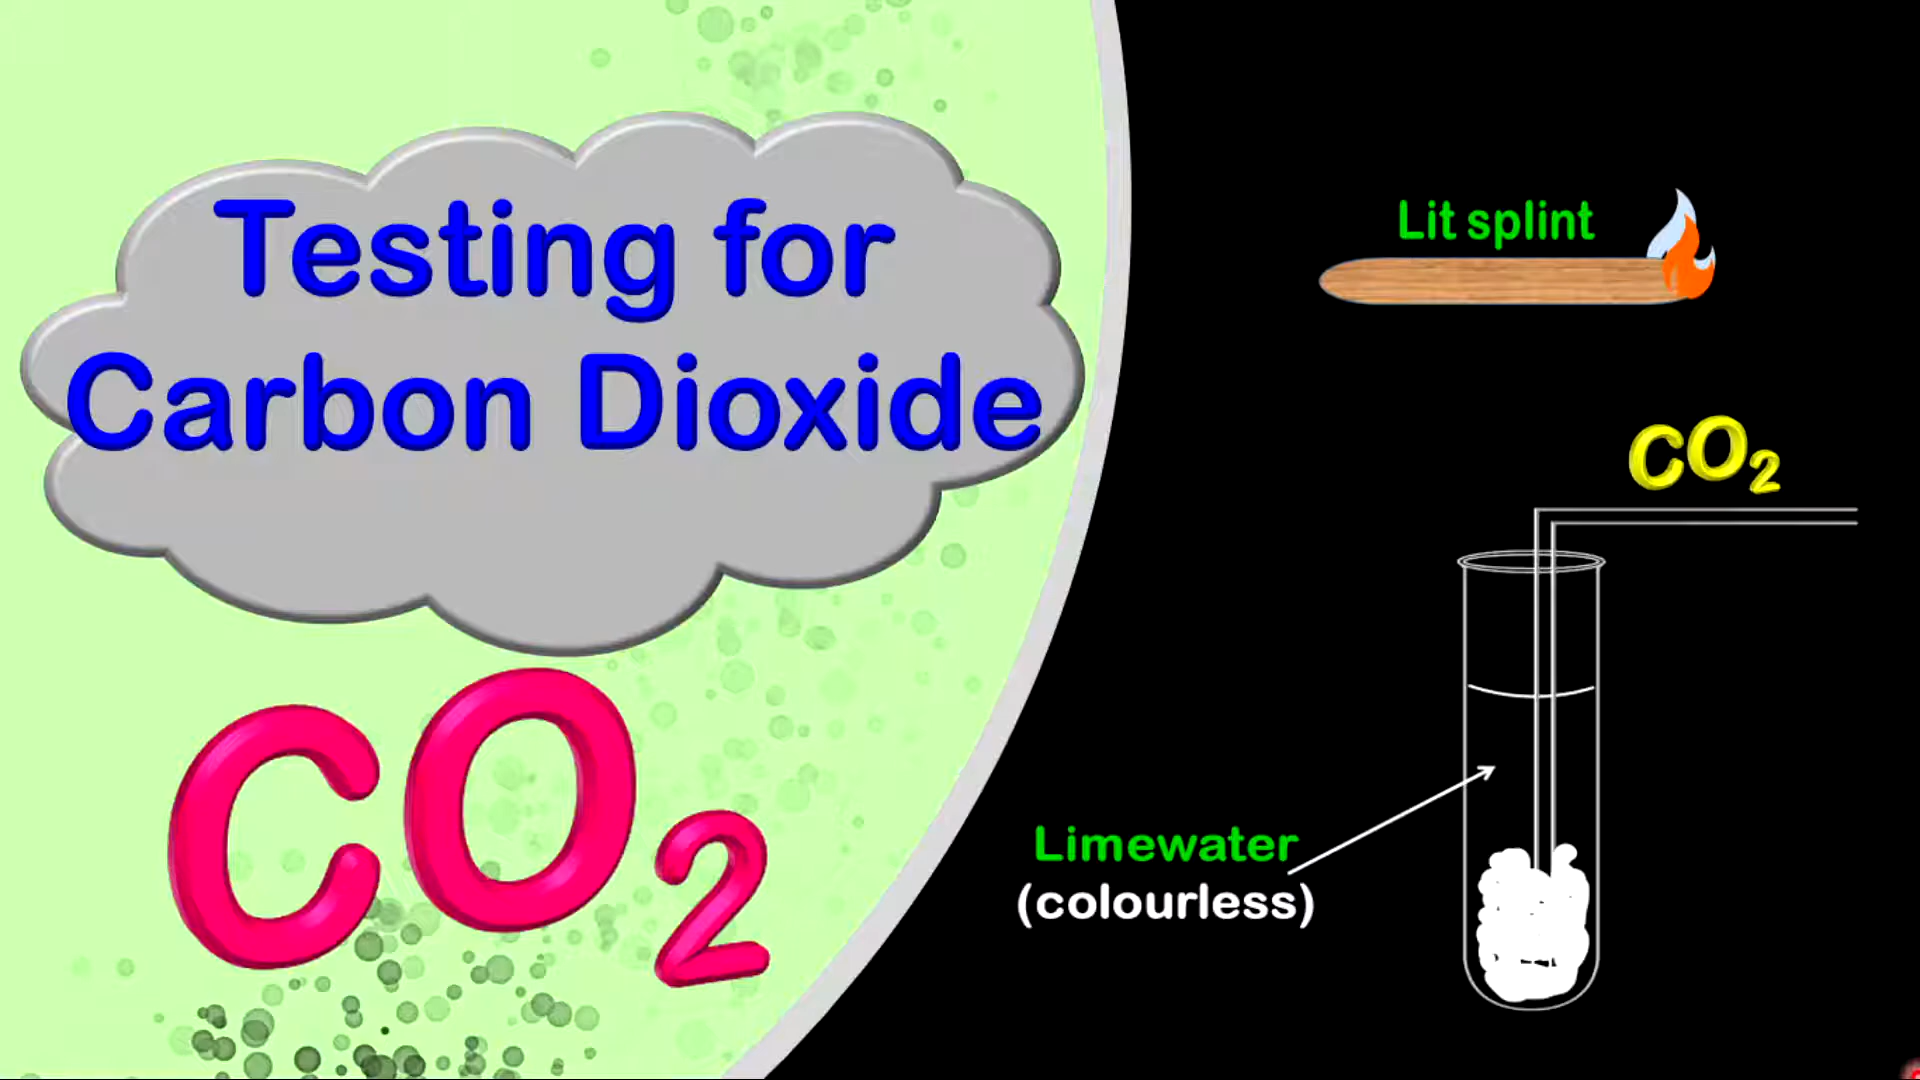 Testing for
Carbon Dioxide
CO₂
Lit splint
CO₂
Limewater
(colourless)